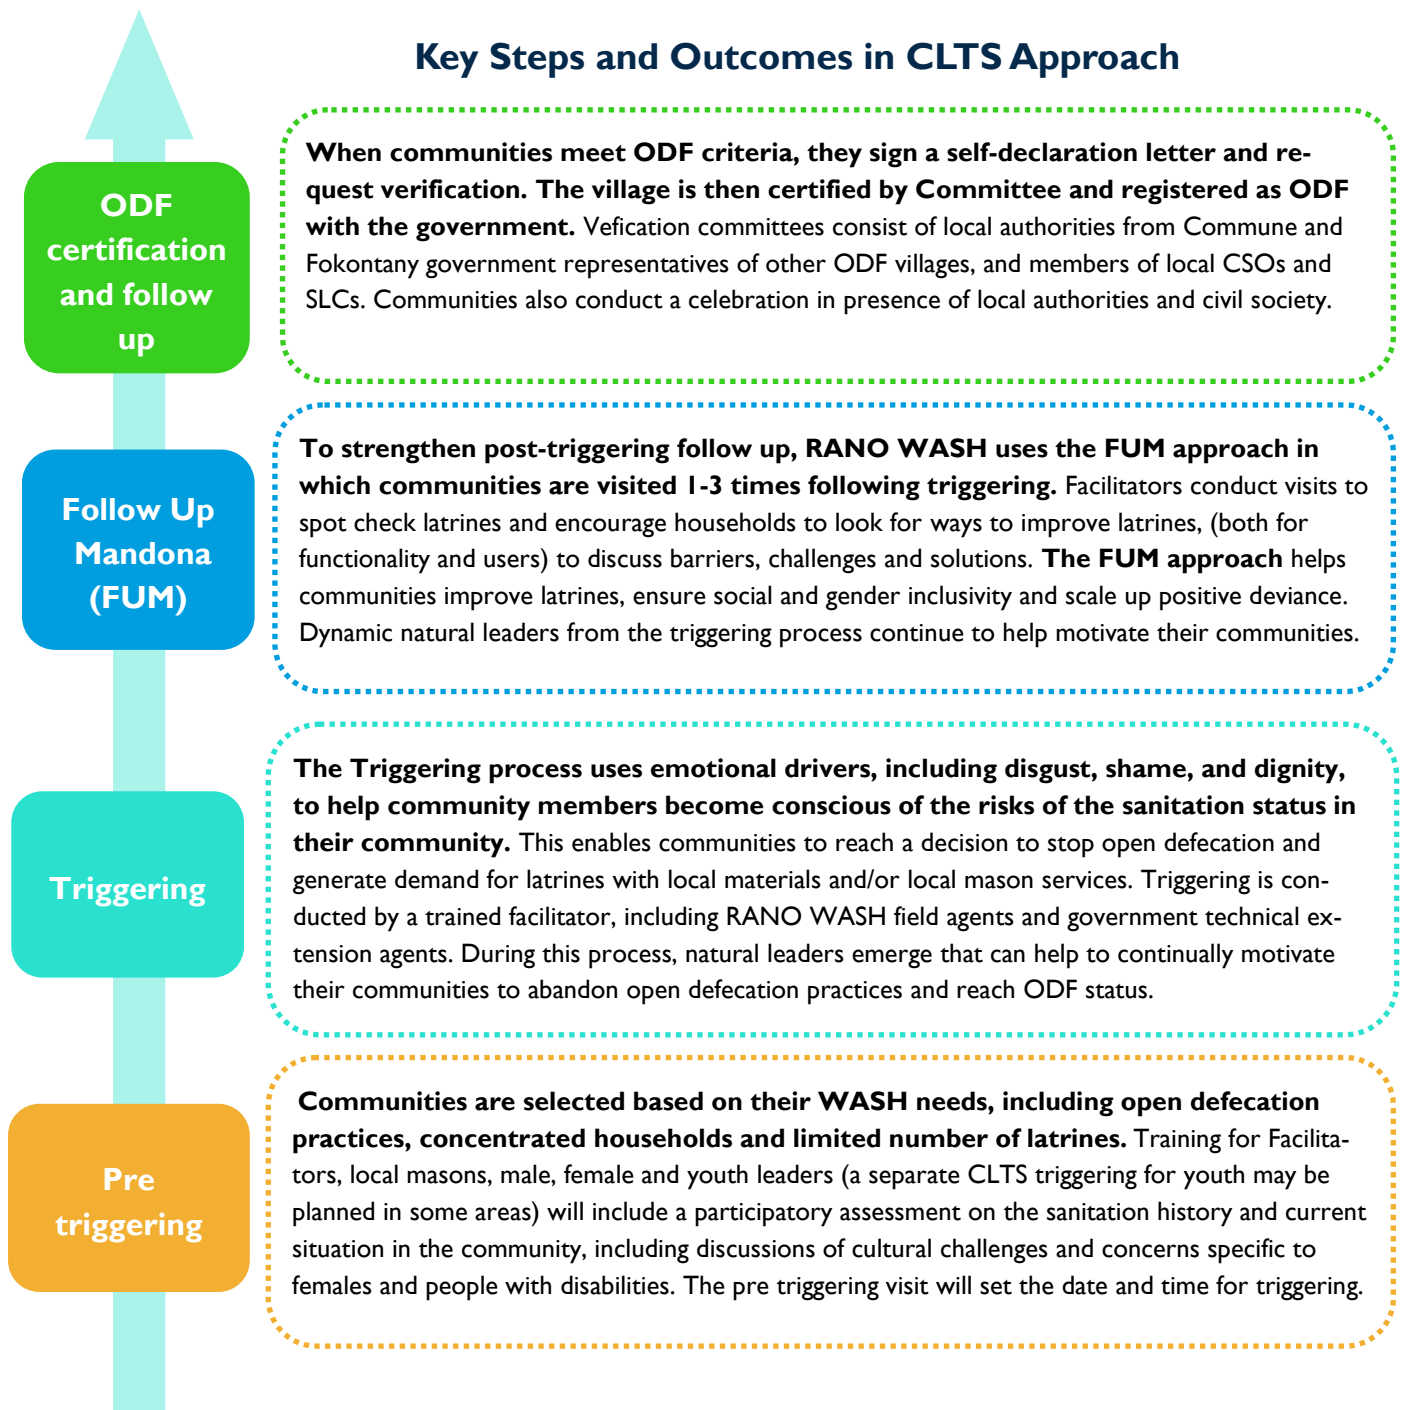 Key Steps and Outcomes in CLTS Approach
ODF
certification
and follow
up
When communities meet ODF criteria, they sign a self-declaration letter and re-
quest verification. The village is then certified by Committee and registered as ODF
with the government. Vefication committees consist of local authorities from Commune and
Fokontany government representatives of other ODF villages, and members of local CSOs and
SLCs. Communities also conduct a celebration in presence of local authorities and civil society.
Follow Up
Mandona
(FUM)
To strengthen post-triggering follow up, RANO WASH uses the FUM approach in
which communities are visited 1-3 times following triggering. Facilitators conduct visits to
spot check latrines and encourage households to look for ways to improve latrines, (both for
functionality and users) to discuss barriers, challenges and solutions. The FUM approach helps
communities improve latrines, ensure social and gender inclusivity and scale up positive deviance.
Dynamic natural leaders from the triggering process continue to help motivate their communities.
Triggering
The Triggering process uses emotional drivers, including disgust, shame, and dignity,
to help community members become conscious of the risks of the sanitation status in
their community. This enables communities to reach a decision to stop open defecation and
generate demand for latrines with local materials and/or local mason services. Triggering is con-
ducted by a trained facilitator, including RANO WASH field agents and government technical ex-
tension agents. During this process, natural leaders emerge that can help to continually motivate
their communities to abandon open defecation practices and reach ODF status.
Pre
triggering
Communities are selected based on their WASH needs, including open defecation
practices, concentrated households and limited number of latrines. Training for Facilita-
tors, local masons, male, female and youth leaders (a separate CLTS triggering for youth may be
planned in some areas) will include a participatory assessment on the sanitation history and current
situation in the community, including discussions of cultural challenges and concerns specific to
females and people with disabilities. The pre triggering visit will set the date and time for triggering.